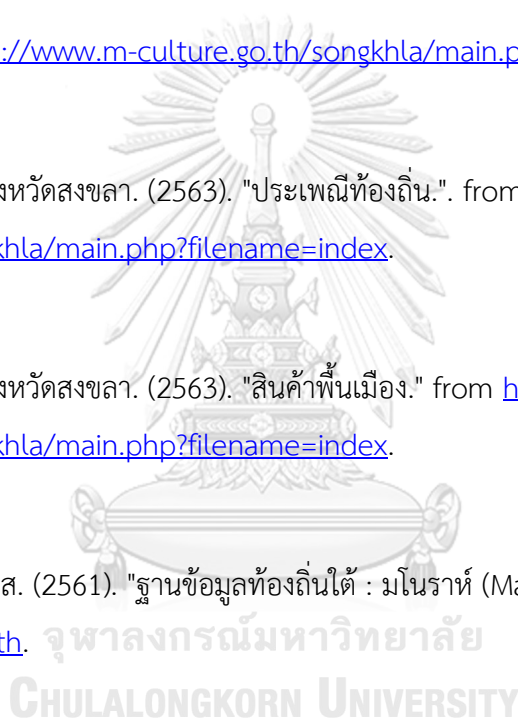 ://www.m-culture.go.th/songkhla/main.p
งหวัดสงขลา. (2563). "ประเพณีท้องถิ่น.". from
khla/main.php?filename=index.
งหวัดสงขลา. (2563). "สินค้าพื้นเมือง." from h
khla/main.php?filename=index.
ส. (2561). "ฐานข้อมูลท้องถิ่นใต้ : มโนราห์ (Ma
th.
จุฬาลงกรณ์มหาวิทยาลัย
CHULALONGKORN UNIVERSITY